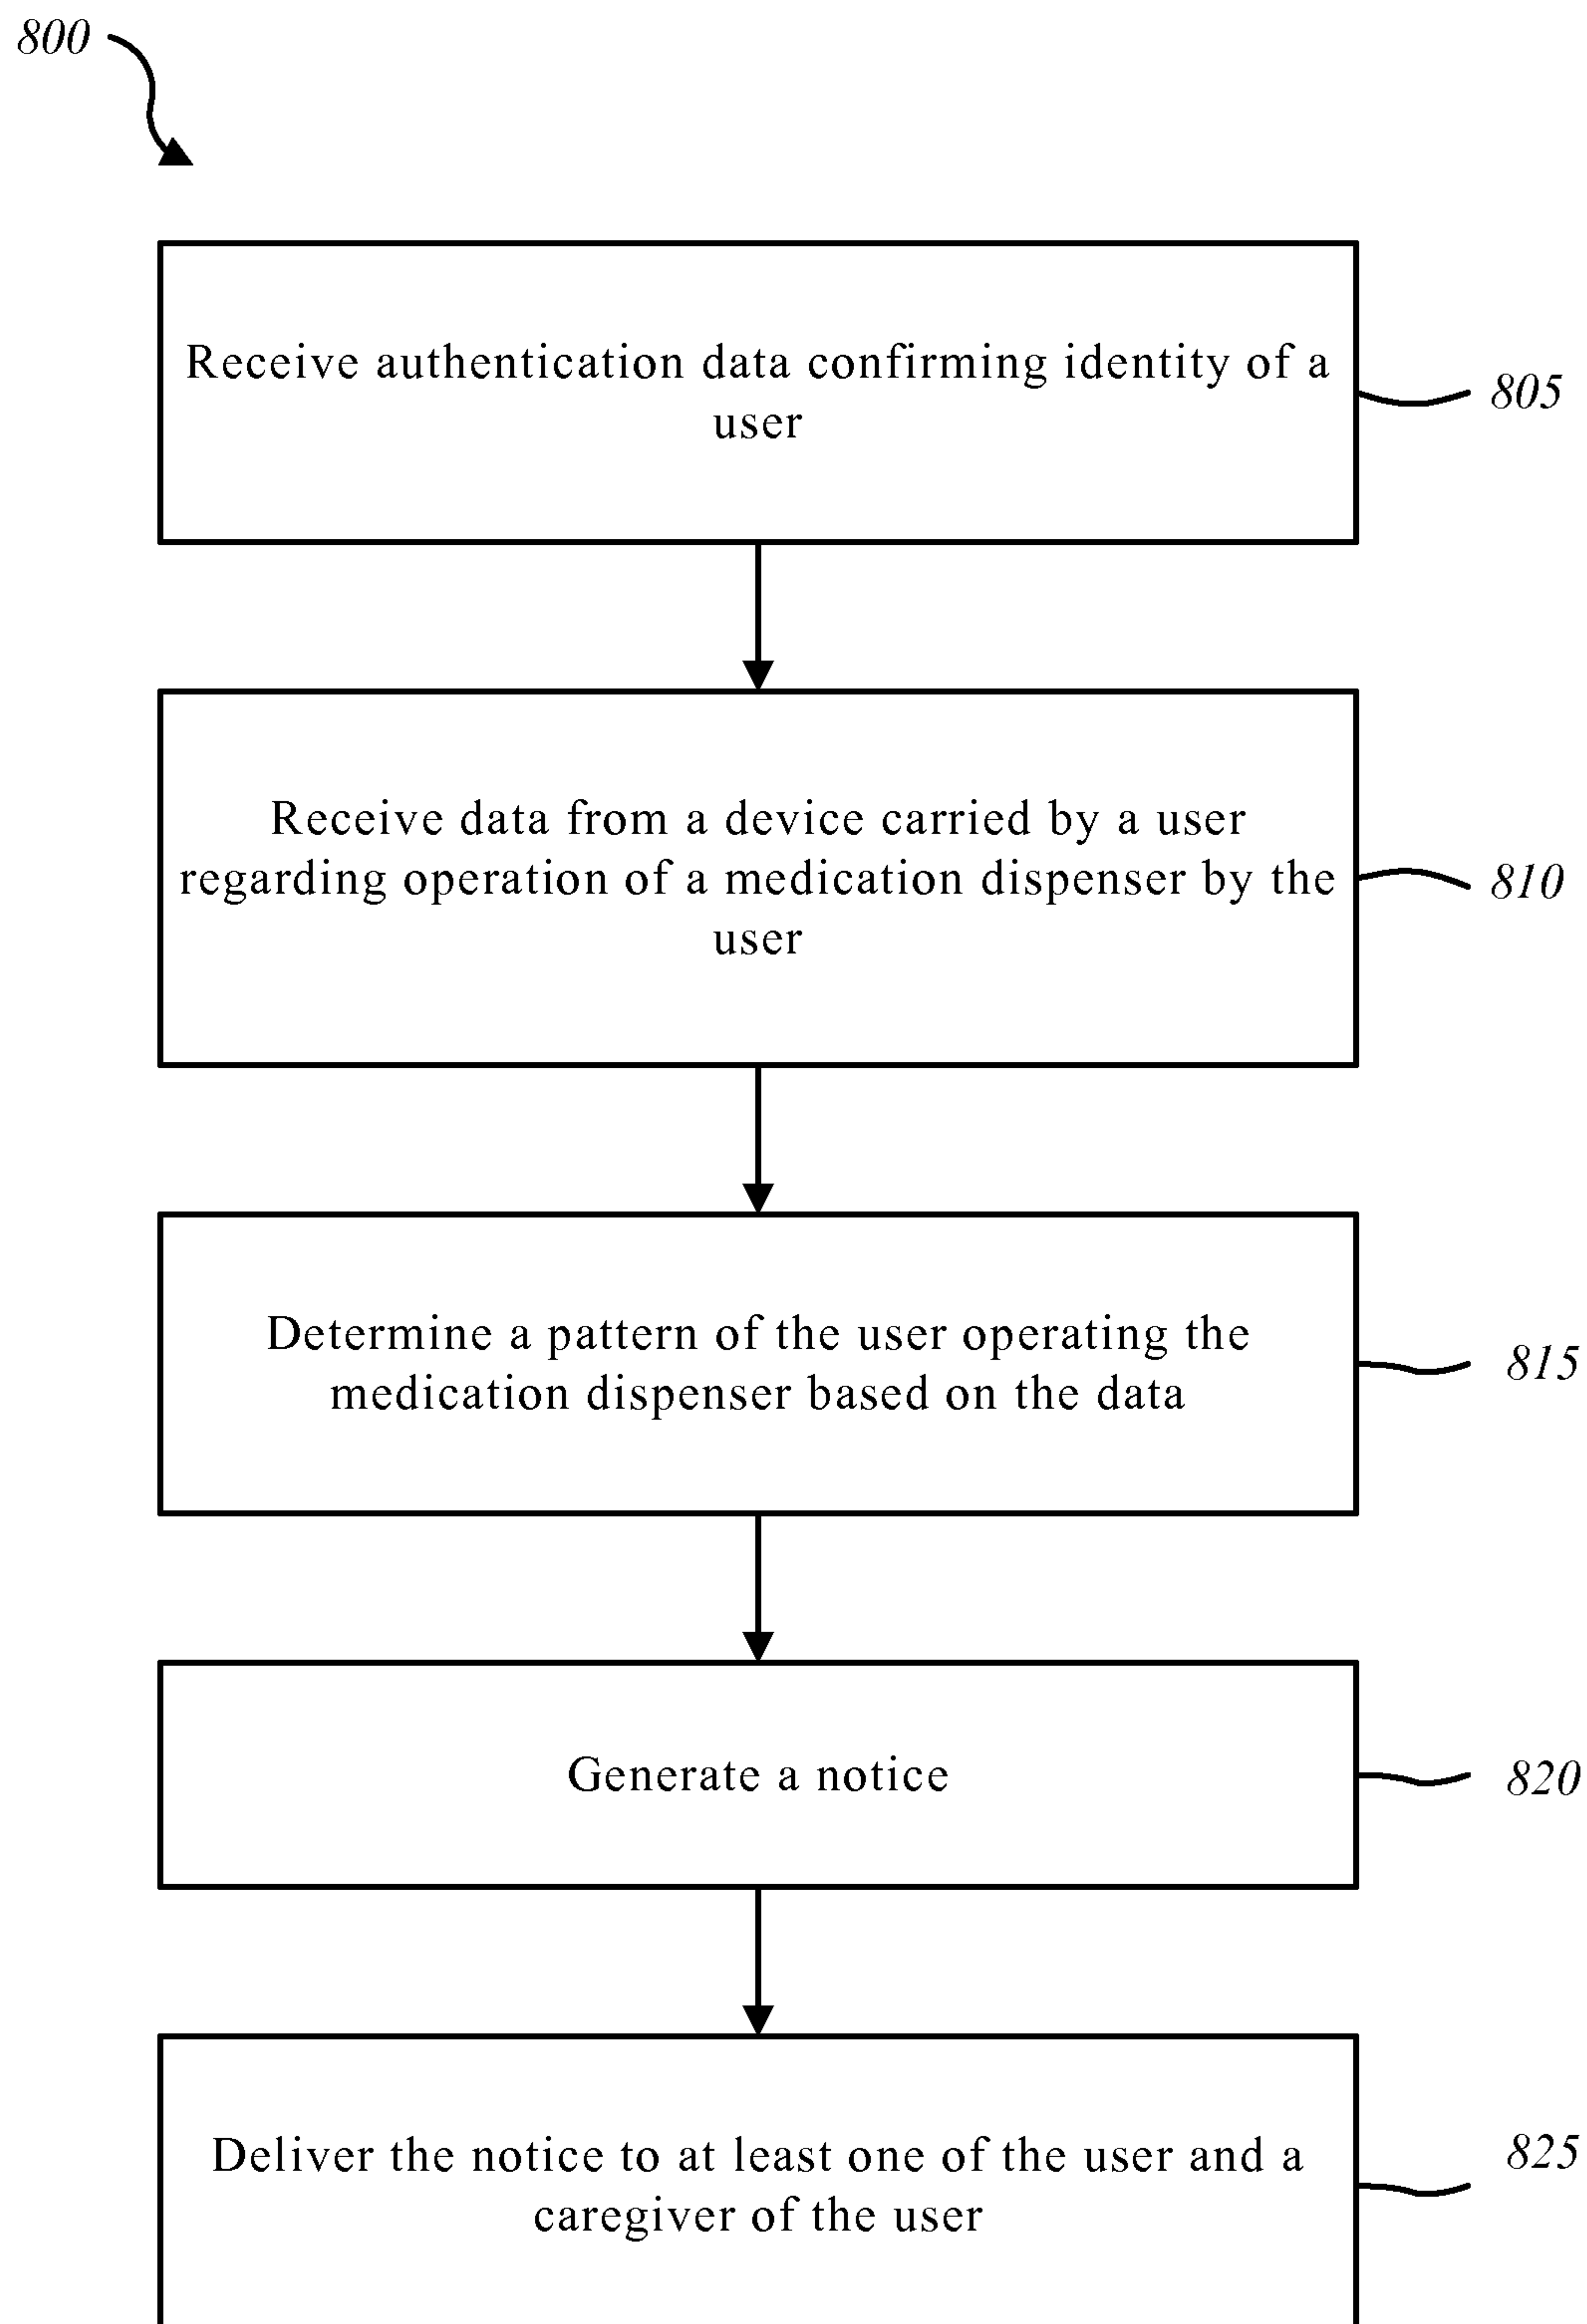 800
Receive authentication data confirming identity of a
user
805
Receive data from a device carried by a user
regarding operation of a medication dispenser by the
user
810
Determine a pattern of the user operating the
medication dispenser based on the data
815
Generate a notice
820
Deliver the notice to at least one of the user and a
caregiver of the user
825